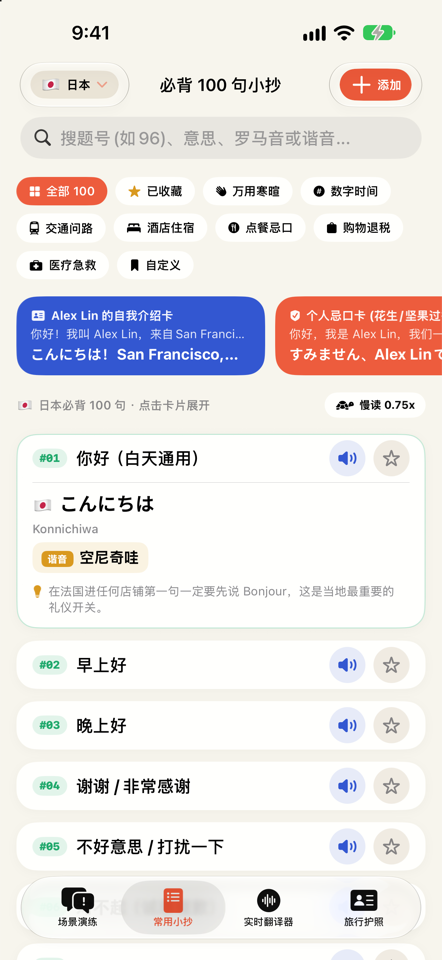 9:41
日本
必背 100 句小抄
添加
搜题号 (如 96)、意思、罗马音或谐音...
全部 100
已收藏
万用寒暄
数字时间
交通问路
酒店住宿
点餐忌口
购物退税
医疗急救
自定义
Alex Lin 的自我介绍卡
你好！我叫 Alex Lin，来自 San Franci...
こんにちは！San Francisco,...
个人忌口卡 (花生/坚果过
你好，我是 Alex Lin，我们一
すみません、Alex Linで
日本必背 100 句 · 点击卡片展开
慢读 0.75x
#01 你好（白天通用）
こんにちは
Konnichiwa
谐音 空尼奇哇
在法国进任何店铺第一句一定要先说 Bonjour，这是当地最重要的
礼仪开关。
#02 早上好
#03 晚上好
#04 谢谢 / 非常感谢
#05 不好意思 / 打扰一下
场景演练
常用小抄
实时翻译器
旅行护照